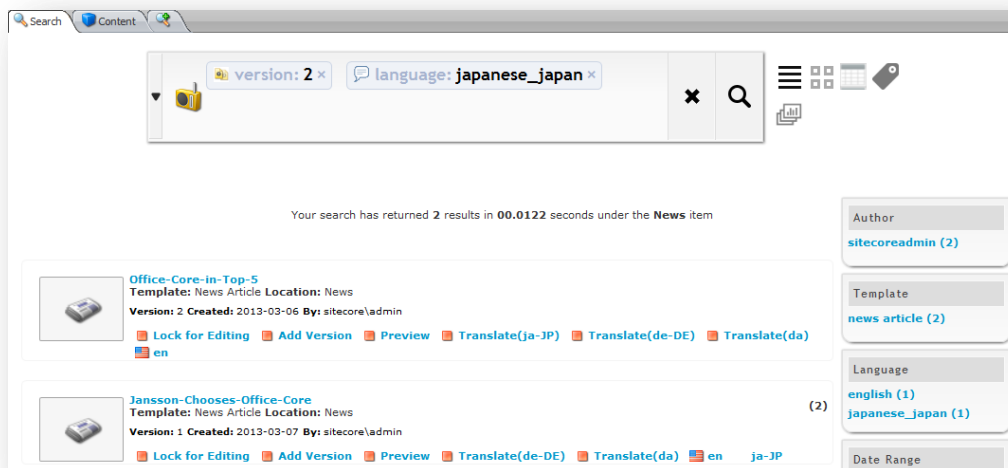 Search Content
version: 2 × language: japanese_japan ×
Your search has returned 2 results in 00.0122 seconds under the News item
Office-Core-in-Top-5
Template: News Article Location: News
Version: 2 Created: 2013-03-06 By: sitecore\admin
Lock for Editing Add Version Preview Translate(ja-JP) Translate(de-DE) Translate(da)
en
Jansson-Chooses-Office-Core
(2)
Template: News Article Location: News
Version: 1 Created: 2013-03-07 By: sitecore\admin
Lock for Editing Add Version Preview Translate(de-DE) Translate(da) en ja-JP
Author
sitecoreadmin (2)
Template
news article (2)
Language
english (1)
japanese_japan (1)
Date Range